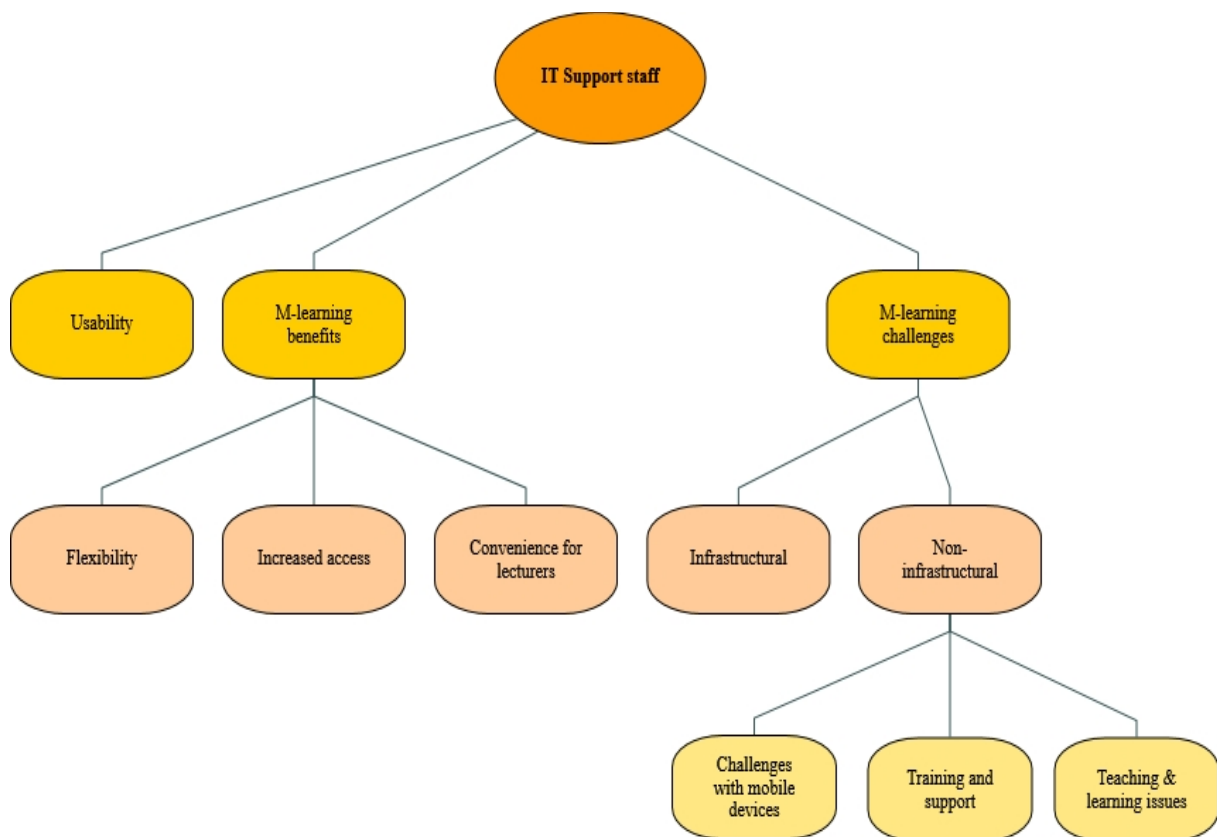 IT Support staff
Usability
M-learning
benefits
M-learning
challenges
Flexibility
Increased access
Convenience for
lecturers
Infrastructural
Non-
infrastructural
Challenges
with mobile
devices
Training and
support
Teaching &
learning issues